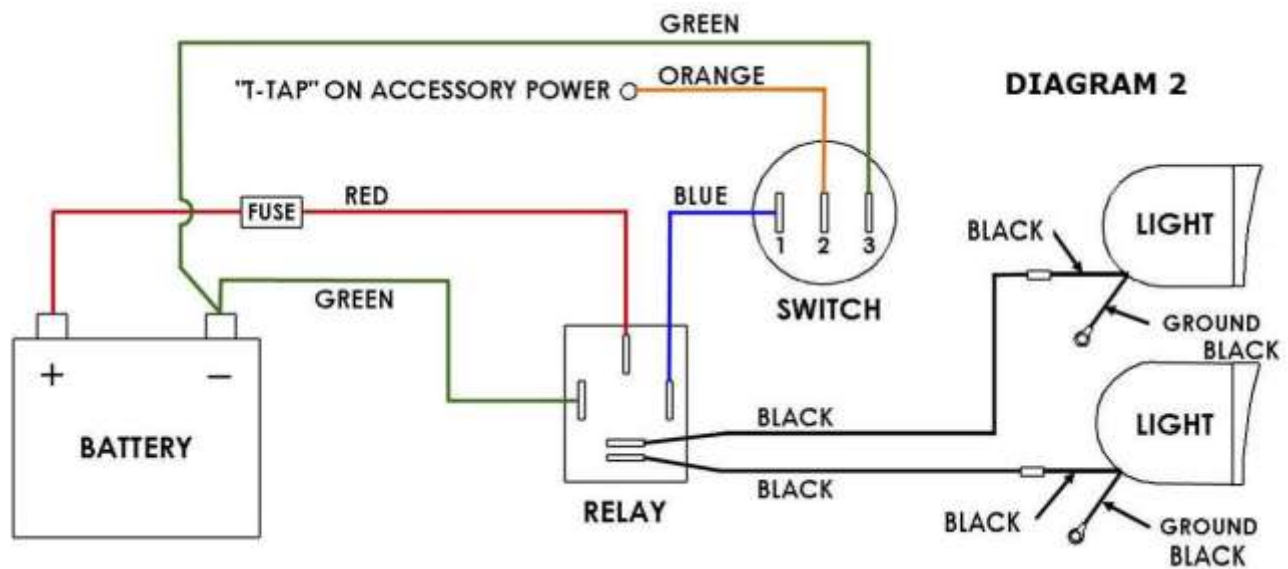 GREEN
"T-TAP" ON ACCESSORY POWER
ORANGE
DIAGRAM 2
FUSE
RED
BLUE
1 2 3
SWITCH
BLACK
LIGHT
GROUND
BLACK
GREEN
+ −
BATTERY
RELAY
BLACK
BLACK
LIGHT
BLACK
GROUND
BLACK